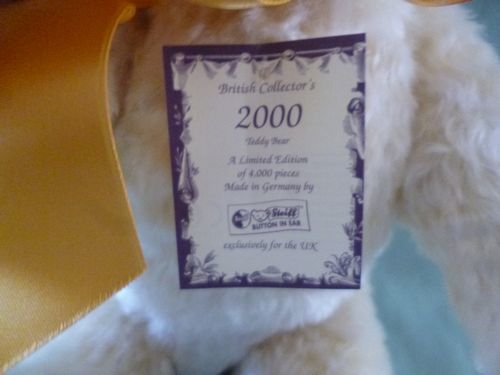 British Collector's
2000
Teddy Bear
A Limited Edition
of 4,000 pieces
Made in Germany by
Steiff
BUTTON IN EAR
exclusively for the UK